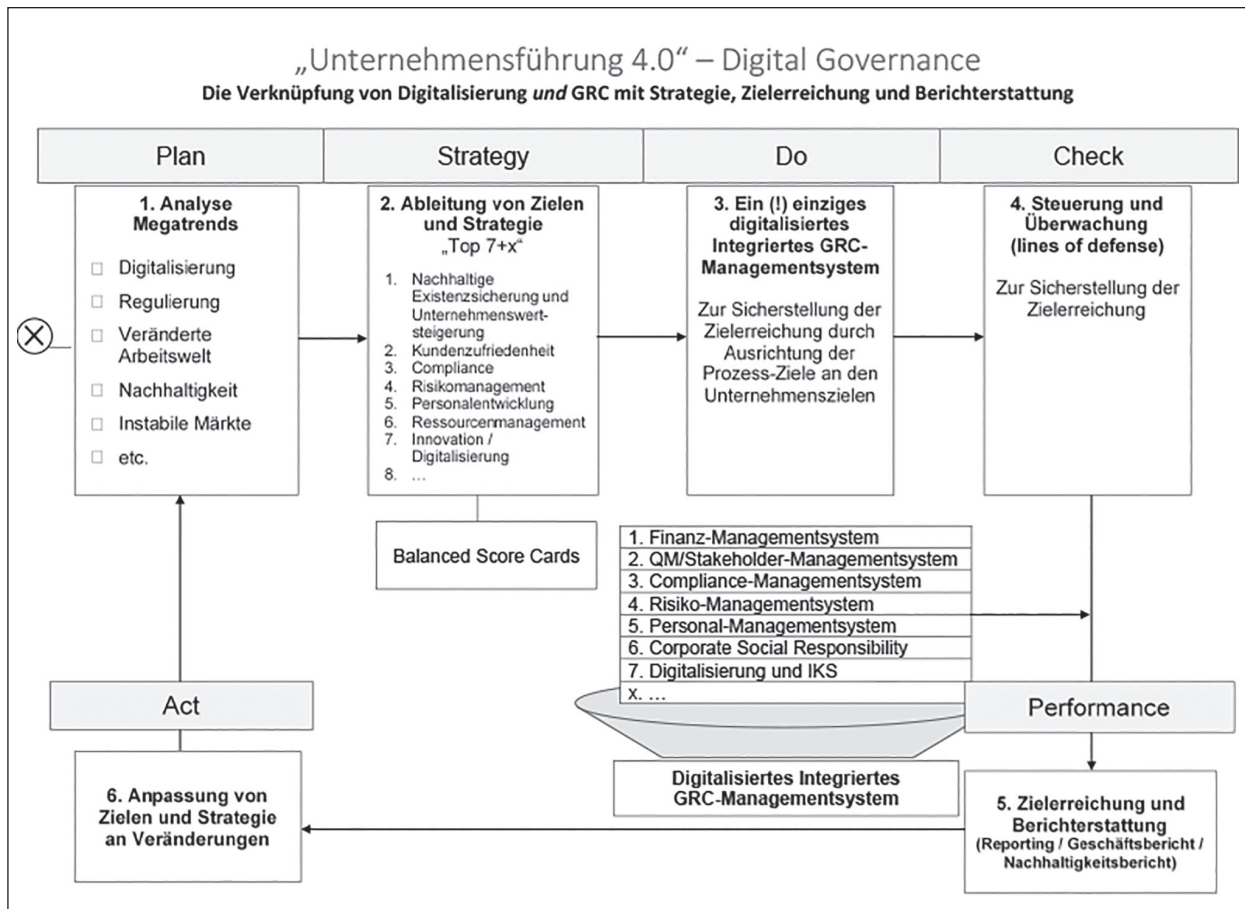 „Unternehmensführung 4.0“ – Digital Governance
Die Verknüpfung von Digitalisierung und GRC mit Strategie, Zielerreichung und Berichterstattung
Plan
Strategy
Do
Check
1. Analyse
Megatrends
☐ Digitalisierung
☐ Regulierung
☐ Veränderte
Arbeitswelt
☐ Nachhaltigkeit
☐ Instabile Märkte
☐ etc.
2. Ableitung von Zielen
und Strategie
„Top 7+x“
1. Nachhaltige
Existenzsicherung und
Unternehmenswert-
steigerung
2. Kundenzufriedenheit
3. Compliance
4. Risikomanagement
5. Personalentwicklung
6. Ressourcenmanagement
7. Innovation /
Digitalisierung
8. ...
Balanced Score Cards
3. Ein (!) einziges
digitalisiertes
Integriertes GRC-
Managementsystem
Zur Sicherstellung der
Zielerreichung durch
Ausrichtung der
Prozess-Ziele an den
Unternehmenszielen
4. Steuerung und
Überwachung
(lines of defense)
Zur Sicherstellung der
Zielerreichung
1. Finanz-Managementsystem
2. QM/Stakeholder-Managementsystem
3. Compliance-Managementsystem
4. Risiko-Managementsystem
5. Personal-Managementsystem
6. Corporate Social Responsibility
7. Digitalisierung und IKS
x. ...
Digitalisiertes Integriertes
GRC-Managementsystem
Performance
5. Zielerreichung und
Berichterstattung
(Reporting / Geschäftsbericht /
Nachhaltigkeitsbericht)
Act
6. Anpassung von
Zielen und Strategie
an Veränderungen